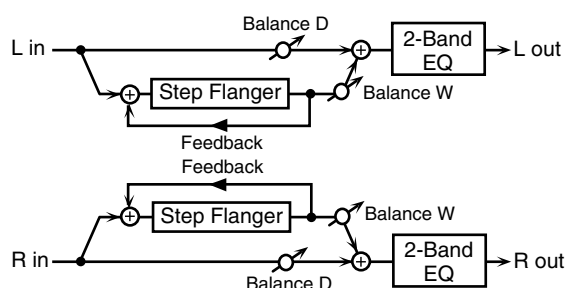 Balance D
L in
2-Band
EQ
L out
Step Flanger
Balance W
Feedback
Feedback
Step Flanger
Balance W
R in
2-Band
EQ
R out
Balance D